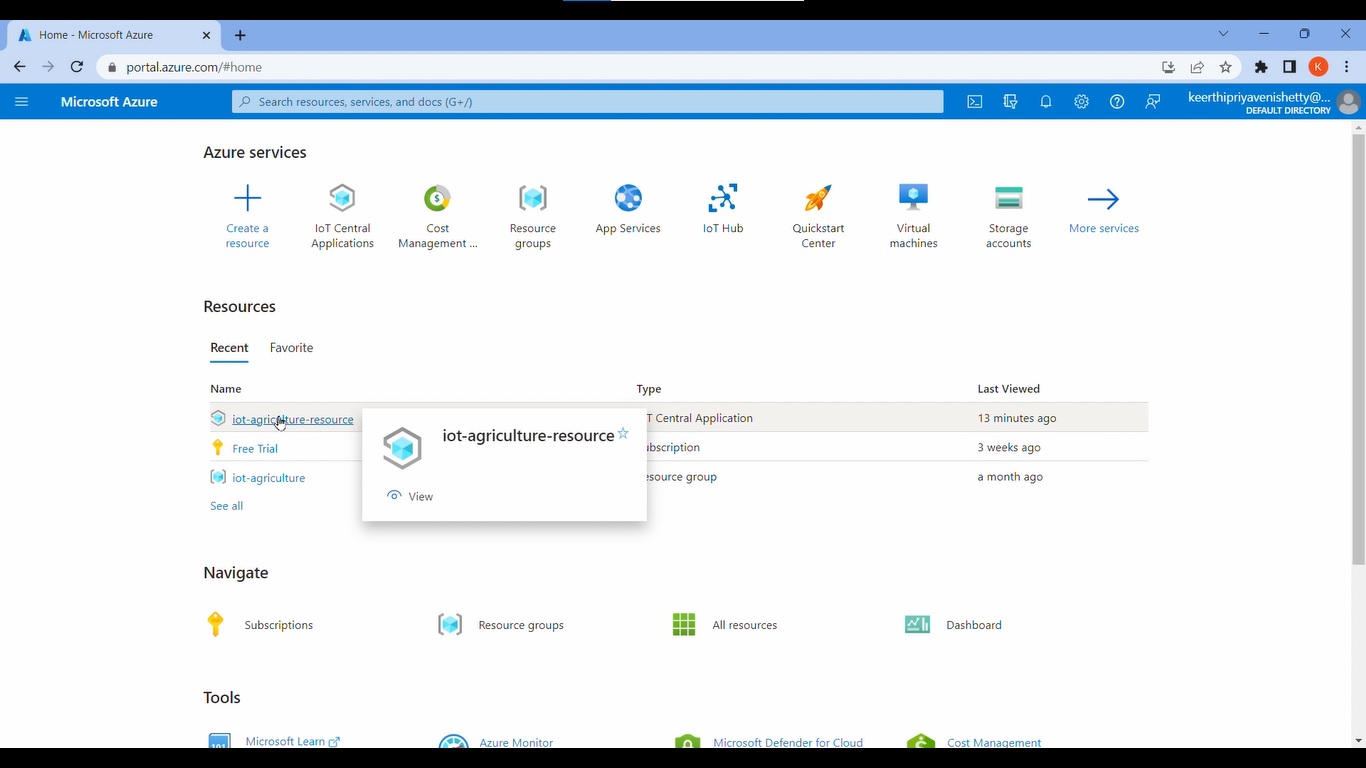 Home - Microsoft Azure
portal.azure.com/#home
K
Microsoft Azure
Search resources, services, and docs (G+/)
keerthipriyavenishetty@...
DEFAULT DIRECTORY
Azure services
Create a resource
IoT Central Applications
Cost Management ...
Resource groups
App Services
IoT Hub
Quickstart Center
Virtual machines
Storage accounts
More services
Resources
Recent Favorite
Name Type Last Viewed
iot-agriculture-resource T Central Application 13 minutes ago
iot-agriculture-resource
Free Trial ubscription 3 weeks ago
iot-agriculture esource group a month ago
View
See all
Navigate
Subscriptions Resource groups All resources Dashboard
Tools
Microsoft Learn Azure Monitor Microsoft Defender for Cloud Cost Management